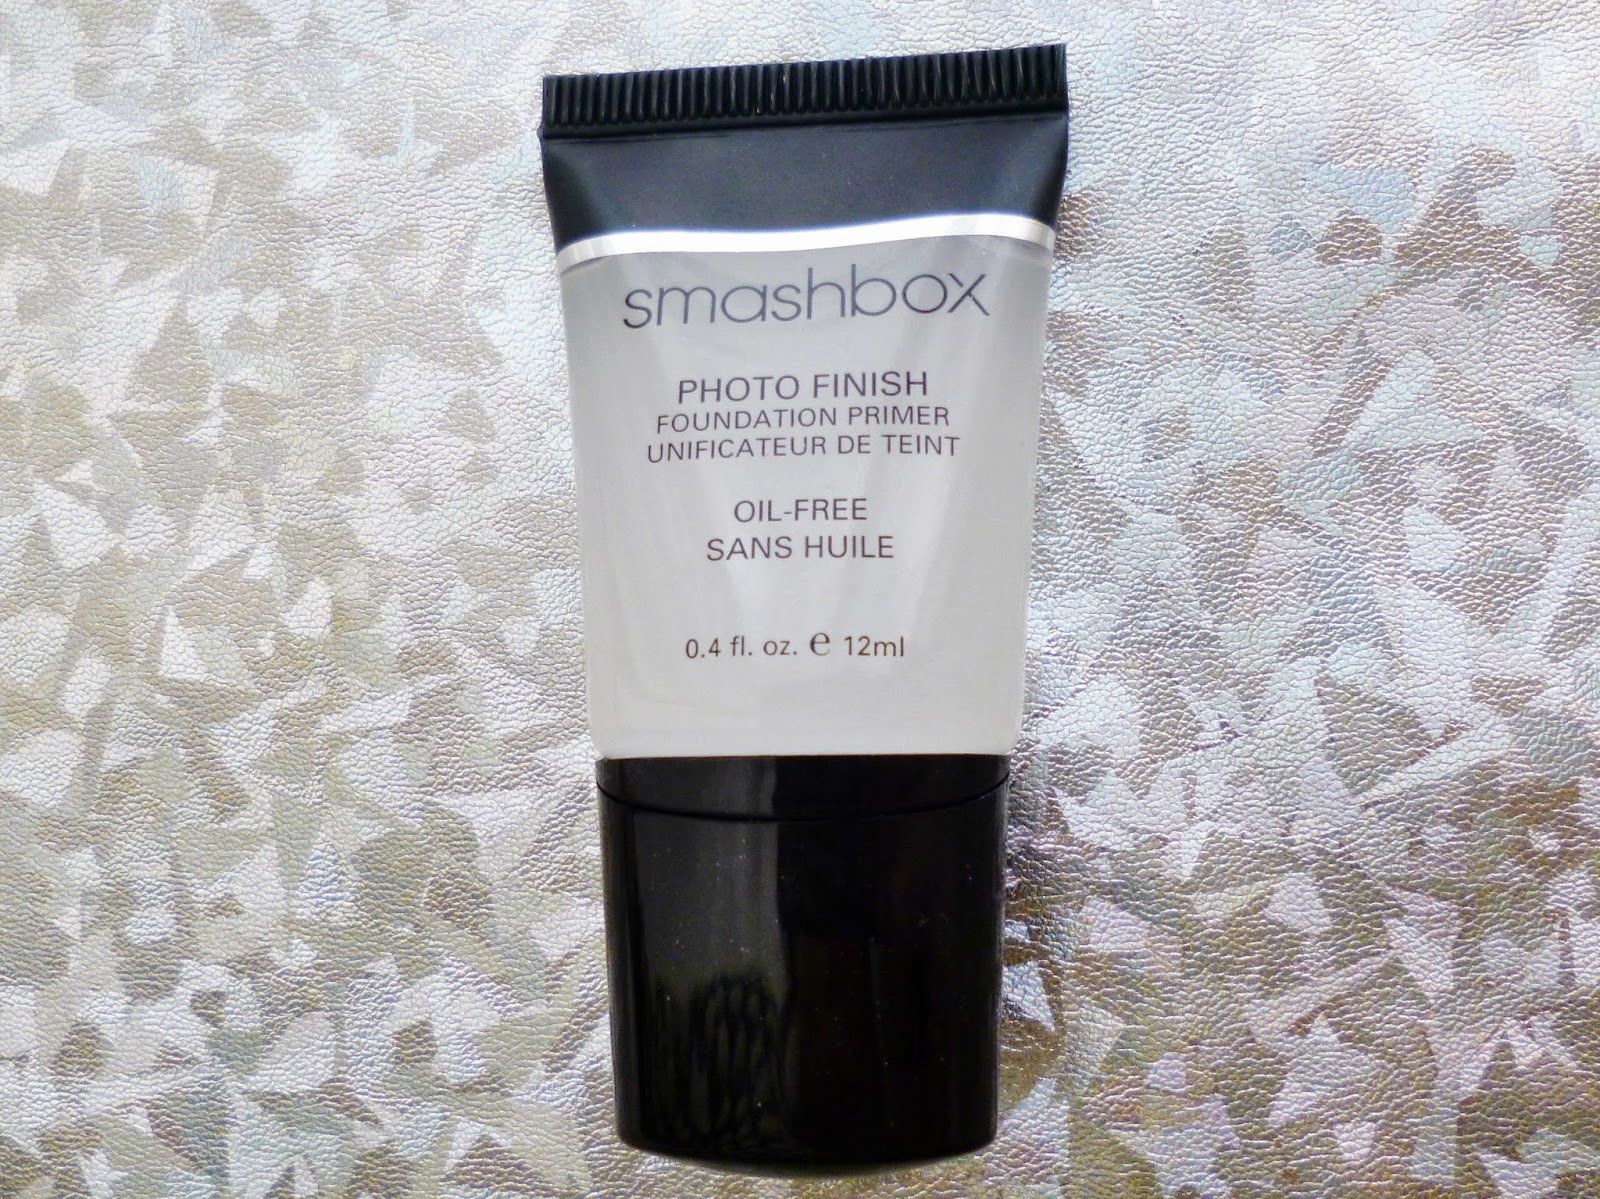 smashbox
PHOTO FINISH
FOUNDATION PRIMER
UNIFICATEUR DE TEINT
OIL-FREE
SANS HUILE
0.4 fl. oz. ℮ 12ml